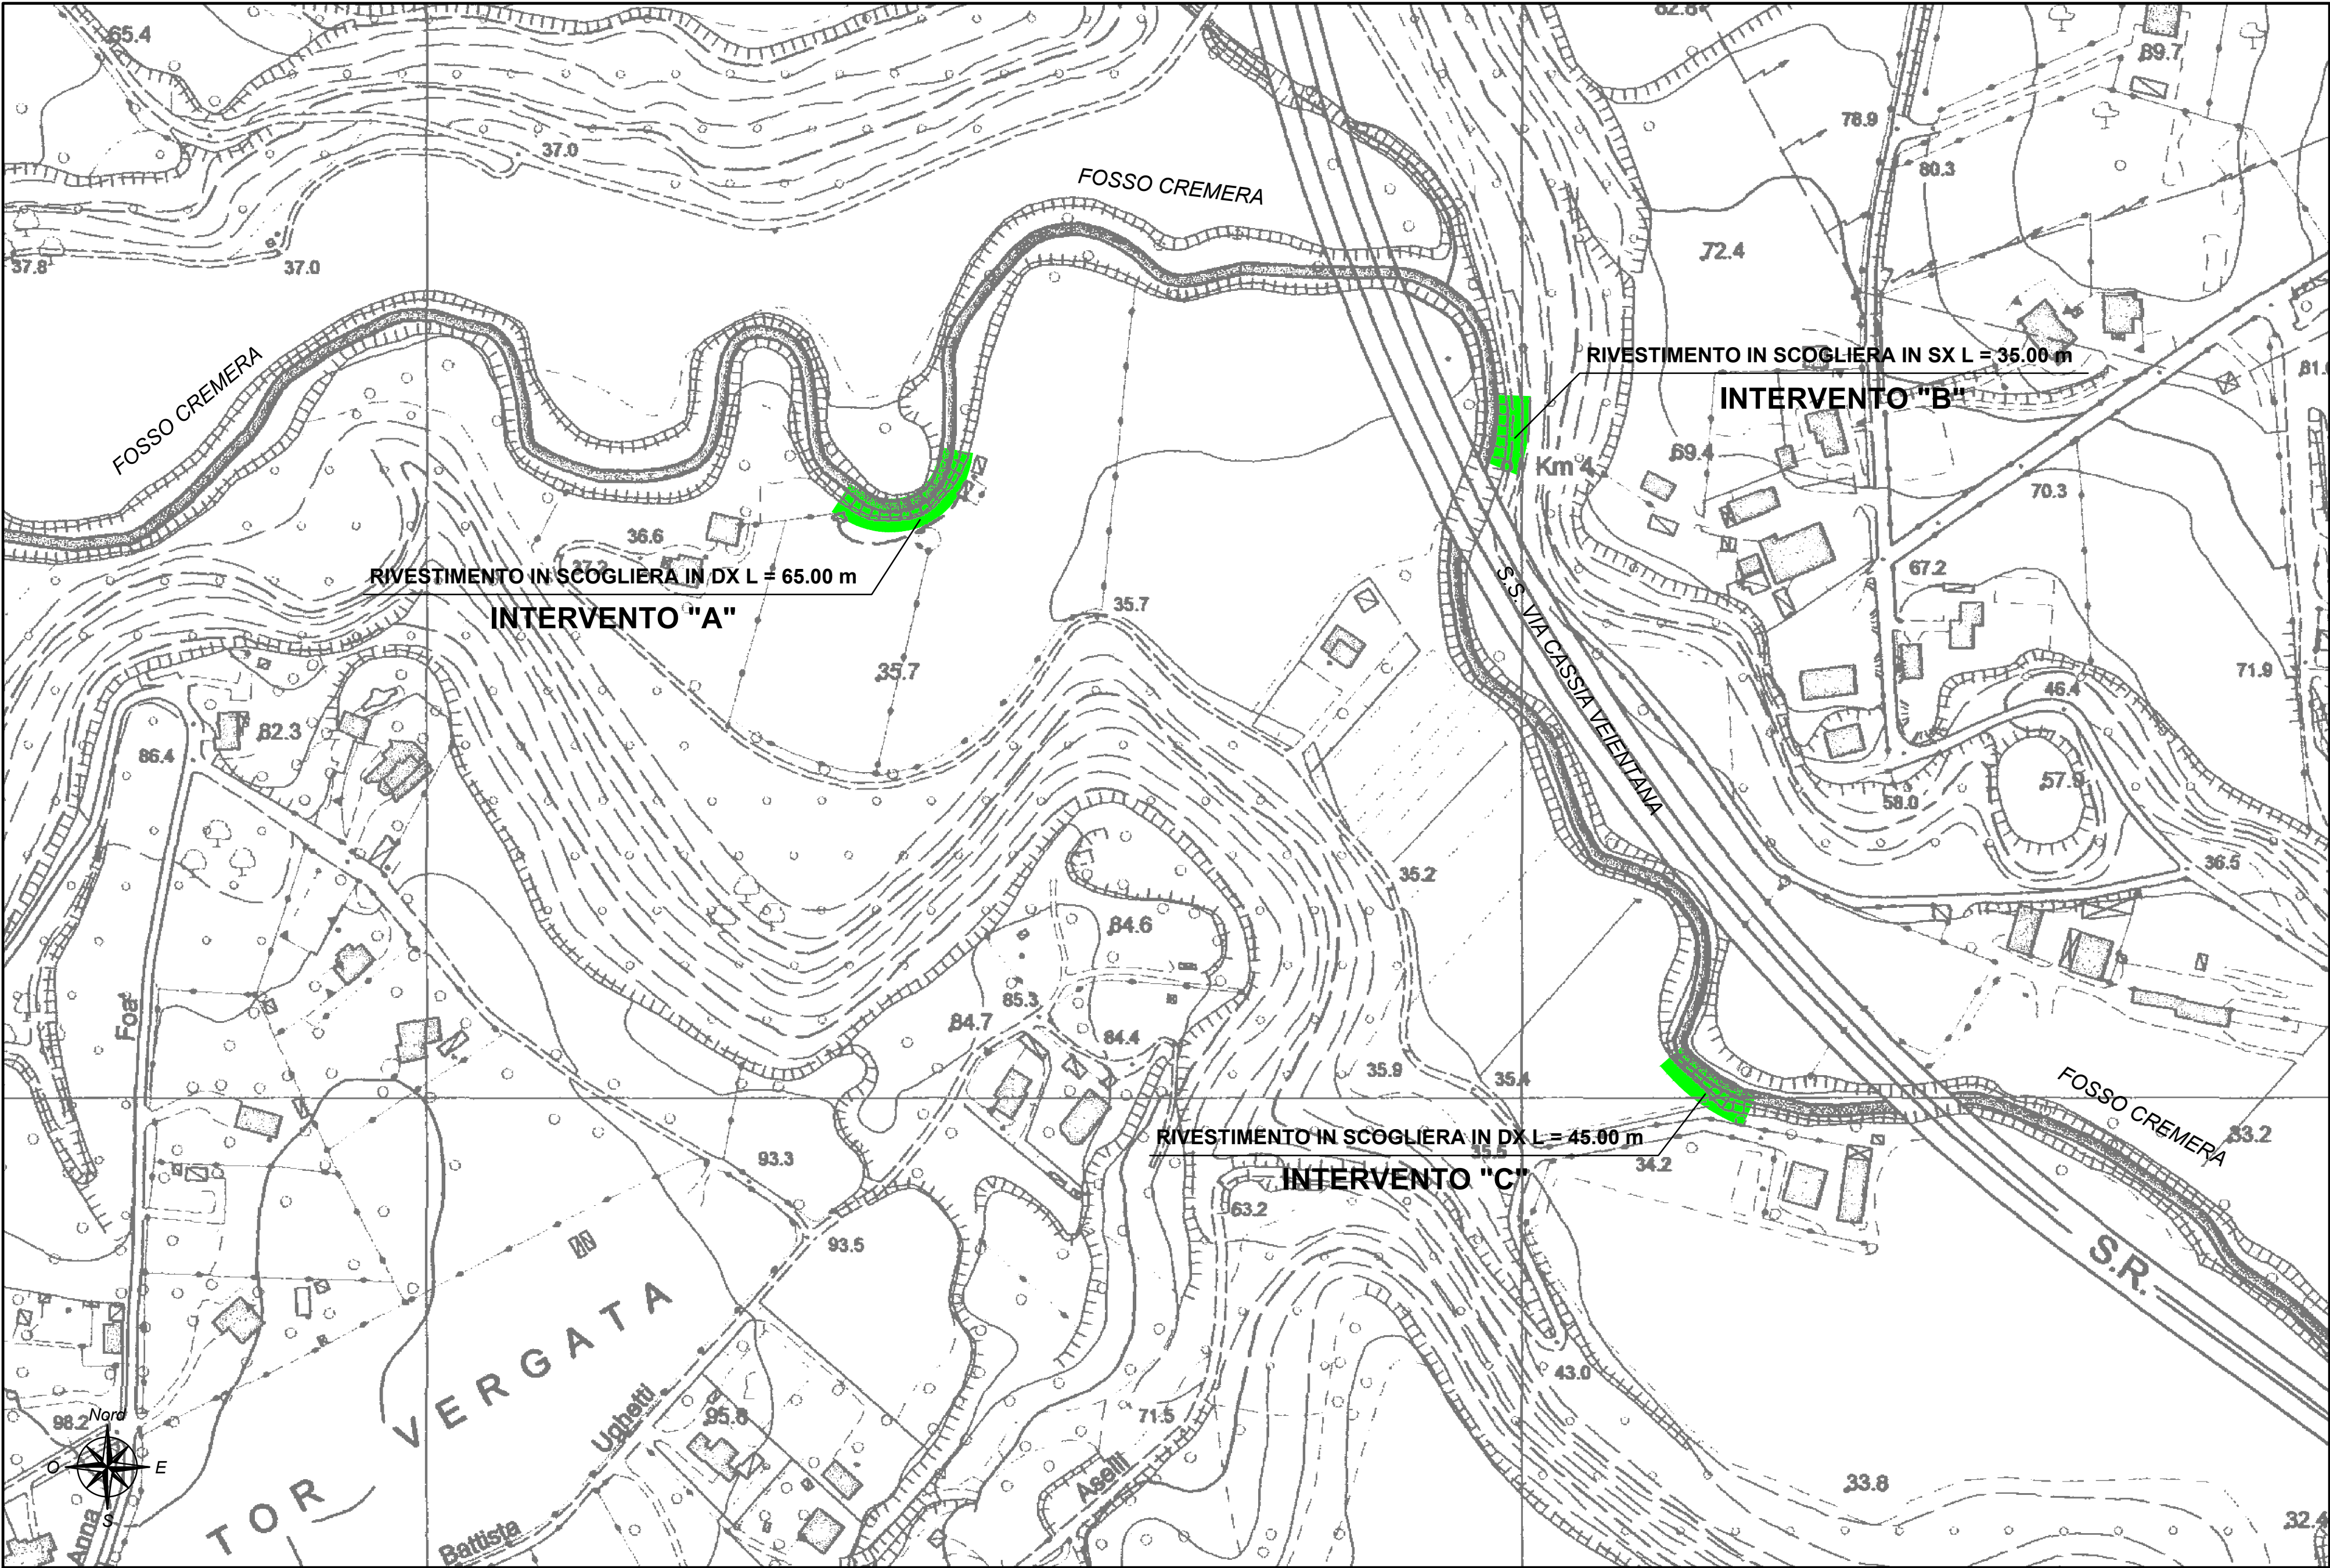 65.4
82.8
89.7
78.9
37.0
80.3
FOSSO CREMERA
72.4
37.8
37.0
FOSSO CREMERA
RIVESTIMENTO IN SCOGLIERA IN SX L = 35.00 m
INTERVENTO "B"
81.
69.4
Km 4
70.3
36.6
37.2
RIVESTIMENTO IN SCOGLIERA IN DX L = 65.00 m
INTERVENTO "A"
67.2
35.7
S.S. VIA CASSIA VEIENTANA
35.7
71.9
46.4
82.3
86.4
57.9
58.0
36.5
35.2
84.6
85.3
84.7
84.4
Foa'
35.9
35.4
FOSSO CREMERA
33.2
RIVESTIMENTO IN SCOGLIERA IN DX L = 45.00 m
INTERVENTO "C"
35.5
34.2
93.3
63.2
93.5
S.R.
TOR VERGATA
43.0
98.2
Nord
O
E
S
95.8
71.5
Ughetti
Aselli
33.8
32.4
Anna
Battista